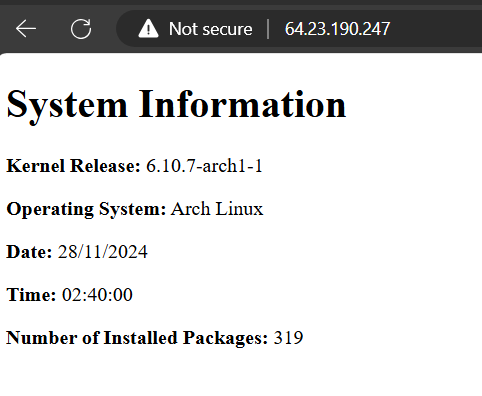 Not secure | 64.23.190.247
System Information
Kernel Release: 6.10.7-arch1-1
Operating System: Arch Linux
Date: 28/11/2024
Time: 02:40:00
Number of Installed Packages: 319